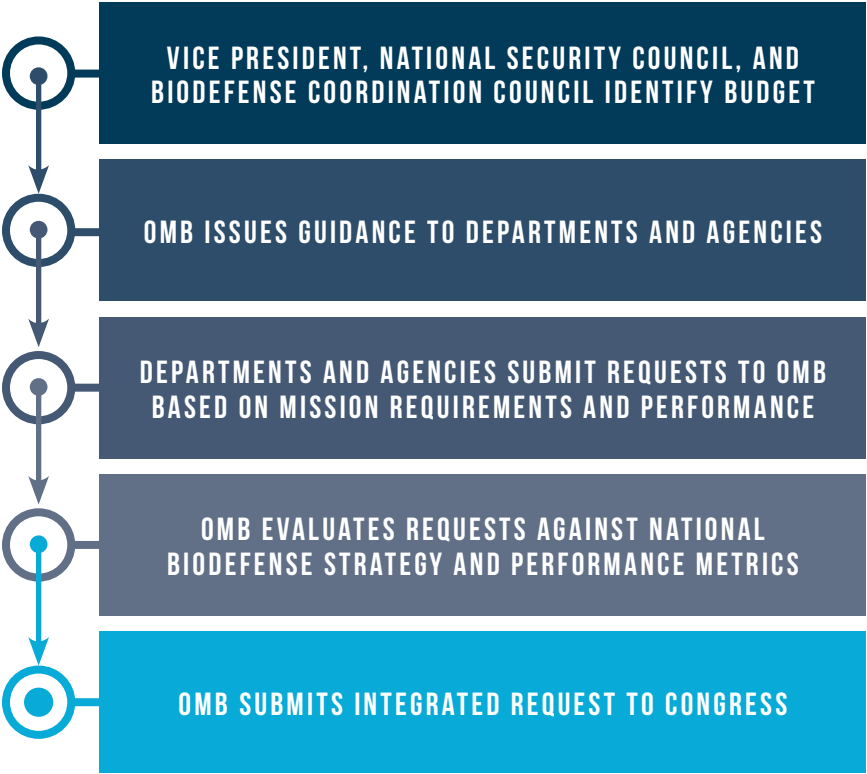 VICE PRESIDENT, NATIONAL SECURITY COUNCIL, AND
BIODEFENSE COORDINATION COUNCIL IDENTIFY BUDGET
OMB ISSUES GUIDANCE TO DEPARTMENTS AND AGENCIES
DEPARTMENTS AND AGENCIES SUBMIT REQUESTS TO OMB
BASED ON MISSION REQUIREMENTS AND PERFORMANCE
OMB EVALUATES REQUESTS AGAINST NATIONAL
BIODEFENSE STRATEGY AND PERFORMANCE METRICS
OMB SUBMITS INTEGRATED REQUEST TO CONGRESS